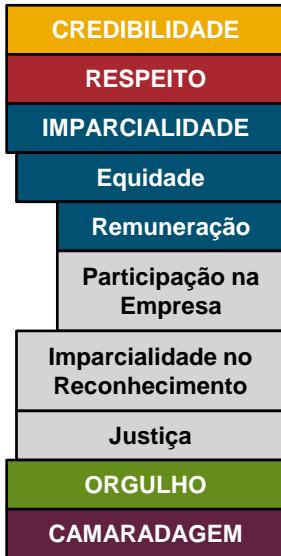 CREDIBILIDADE
RESPEITO
IMPARCIALIDADE
Equidade
Remuneração
Participação na
Empresa
Imparcialidade no
Reconhecimento
Justiça
ORGULHO
CAMARADAGEM